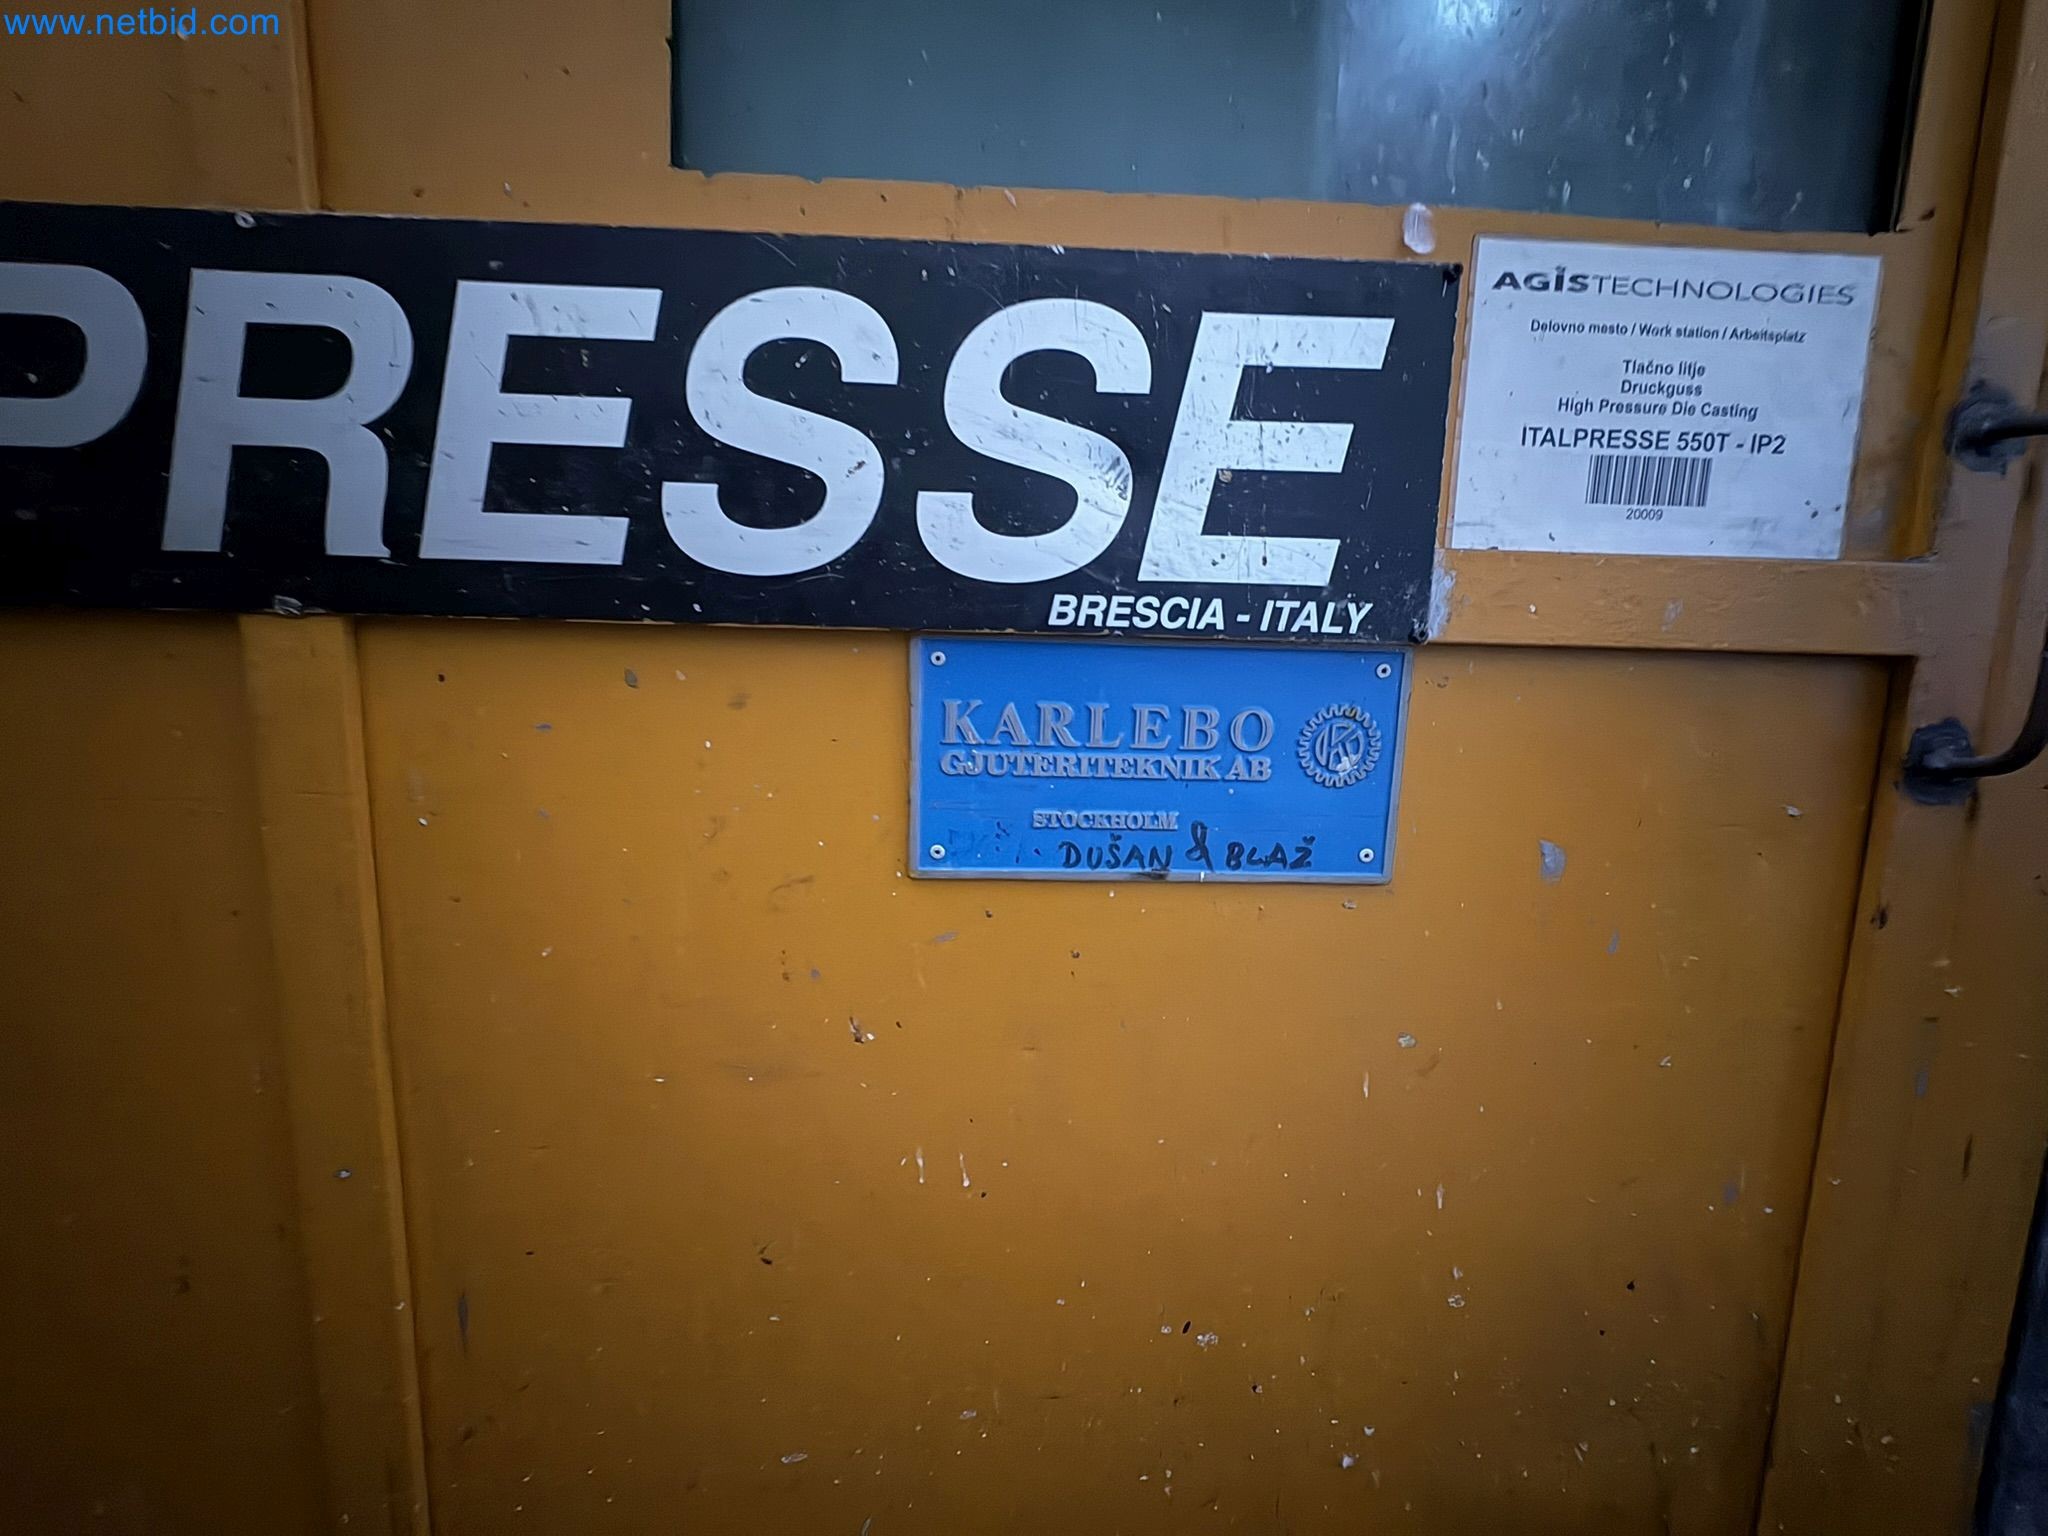 www.netbid.com
PRESSE
BRESCIA - ITALY
AGISTECHNOLOGIES
Delovno mesto / Work station / Arbeitsplatz
Tlačno litje
Druckguss
High Pressure Die Casting
ITALPRESSE 550T - IP2
20009
KARLEBO
GJUTERITEKNIK AB
STOCKHOLM
DUŠAN & BLAŽ